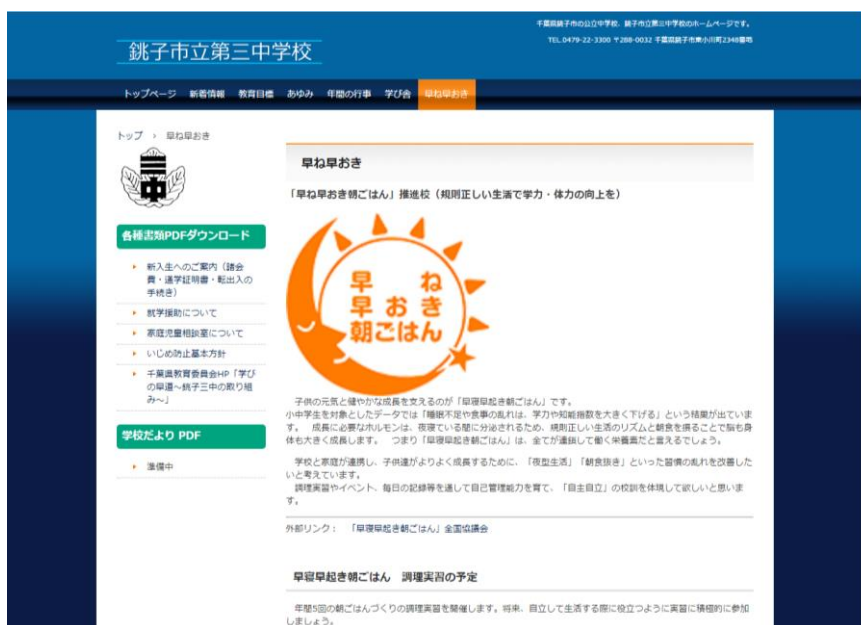 千葉県銚子市の公立中学校、銚子市立第三中学校のホームページです。
銚子市立第三中学校
TEL.0479-22-3300 〒288-0032 千葉県銚子市東小川町2348番地
トップページ 新着情報 教育目標 あゆみ 年間の行事 学び舎 早ね早おき
トップ › 早ね早おき
中
各種書類PDFダウンロード
新入生へのご案内（諸会
費・通学証明書・転出入の
手続き）
就学援助について
家庭児童相談室について
いじめ防止基本方針
千葉県教育委員会HP「学び
の早道～銚子三中の取り組
み～」
学校だより PDF
準備中
早ね早おき
「早ね早おき朝ごはん」推進校（規則正しい生活で学力・体力の向上を）
早 ね
早 お き
朝ごはん
子供の元気と健やかな成長を支えるのが「早寝早起き朝ごはん」です。
小中学生を対象としたデータでは「睡眠不足や食事の乱れは、学力や知能指数を大きく下げる」という結果が出ていま
す。 成長に必要なホルモンは、夜寝ている間に分泌されるため、規則正しい生活のリズムと朝食を摂ることで脳も身
体も大きく成長します。 つまり「早寝早起き朝ごはん」は、全てが連鎖して働く栄養素だと言えるでしょう。
学校と家庭が連携し、子供達がよりよく成長するために、「夜型生活」「朝食抜き」といった習慣の乱れを改善した
いと考えています。
調理実習やイベント、毎日の記録等を通して自己管理能力を育て、「自主自立」の校訓を体現して欲しいと思いま
す。
外部リンク： 「早寝早起き朝ごはん」全国協議会
早寝早起き朝ごはん 調理実習の予定
年間5回の朝ごはんづくりの調理実習を開催します。将来、自立して生活する際に役立つように実習に積極的に参加
しましょう。